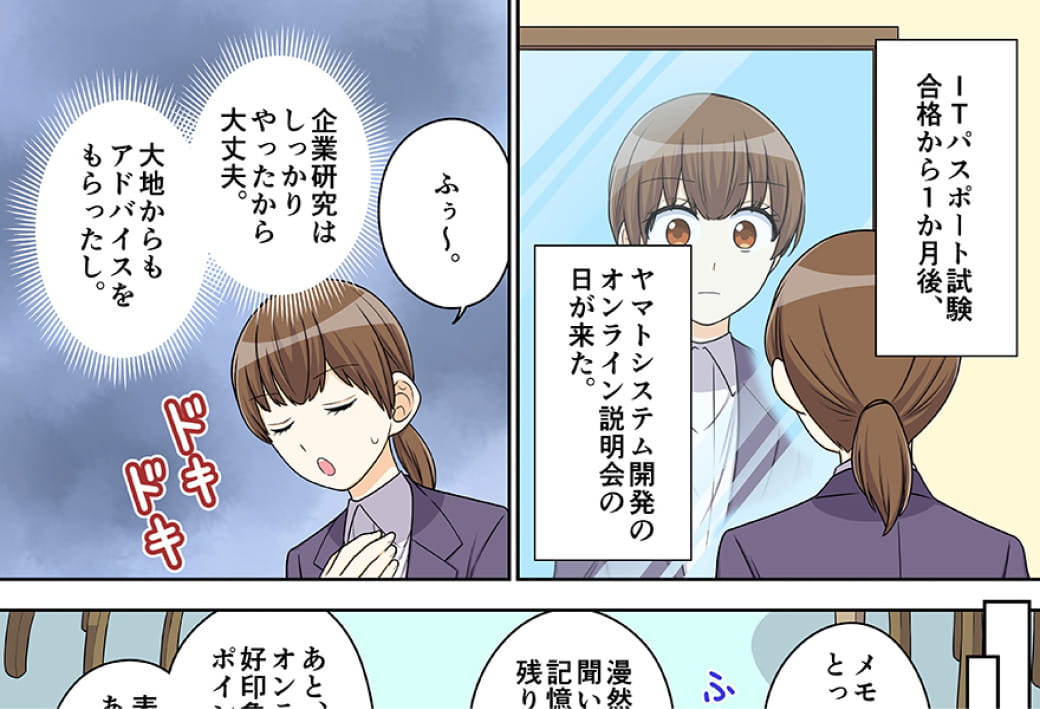 ITパスポート試験
合格から1か月後、
ヤマトシステム開発の
オンライン説明会の
日が来た。
ふぅ〜。
企業研究は
しっかり
やったから
大丈夫。
大地からも
アドバイスを
もらったし。
ドキ
ドキ
メモ
とっ
ふ
漫然
聞い
記憶
残り
あと、
オンラ
好印象
ポイン
表